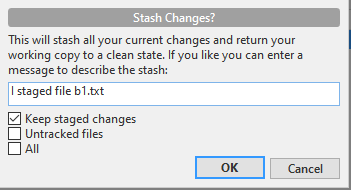 Stash Changes?
This will stash all your current changes and return your
working copy to a clean state. If you like you can enter a
message to describe the stash:
I staged file b1.txt
Keep staged changes
Untracked files
All
OK Cancel